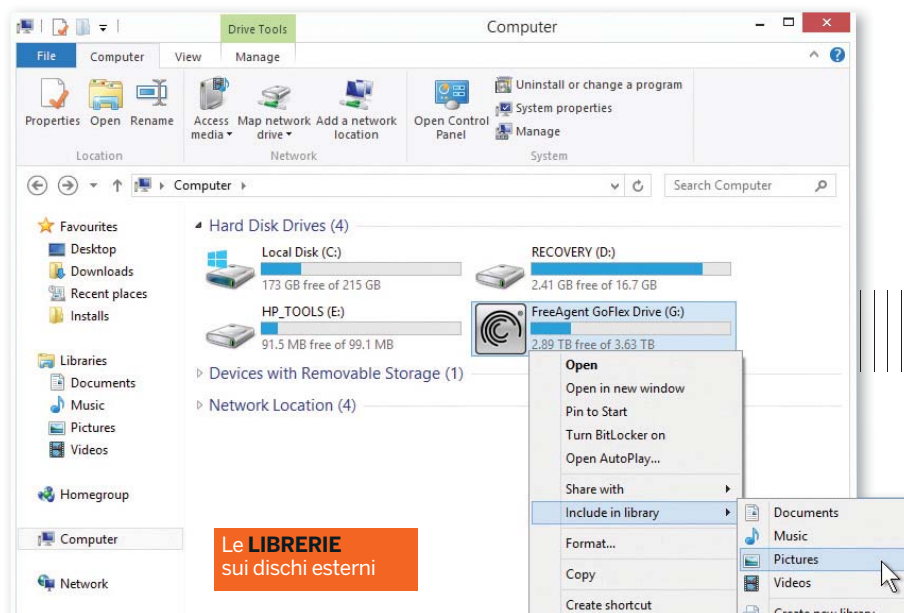 Drive Tools
Computer
File
Computer
View
Manage
Properties
Open
Rename
Access media
Map network drive
Add a network location
Open Control Panel
Uninstall or change a program
System properties
Manage
Location
Network
System
Computer
Search Computer
Favourites
Desktop
Downloads
Recent places
Installs
Libraries
Documents
Music
Pictures
Videos
Homegroup
Computer
Network
Hard Disk Drives (4)
Local Disk (C:)
173 GB free of 215 GB
RECOVERY (D:)
2.41 GB free of 16.7 GB
HP_TOOLS (E:)
91.5 MB free of 99.1 MB
FreeAgent GoFlex Drive (G:)
2.89 TB free of 3.63 TB
Devices with Removable Storage (1)
Network Location (4)
Open
Open in new window
Pin to Start
Turn BitLocker on
Open AutoPlay...
Share with
Include in library
Format...
Copy
Create shortcut
Documents
Music
Pictures
Videos
Create new library
Le LIBRERIE
sui dischi esterni